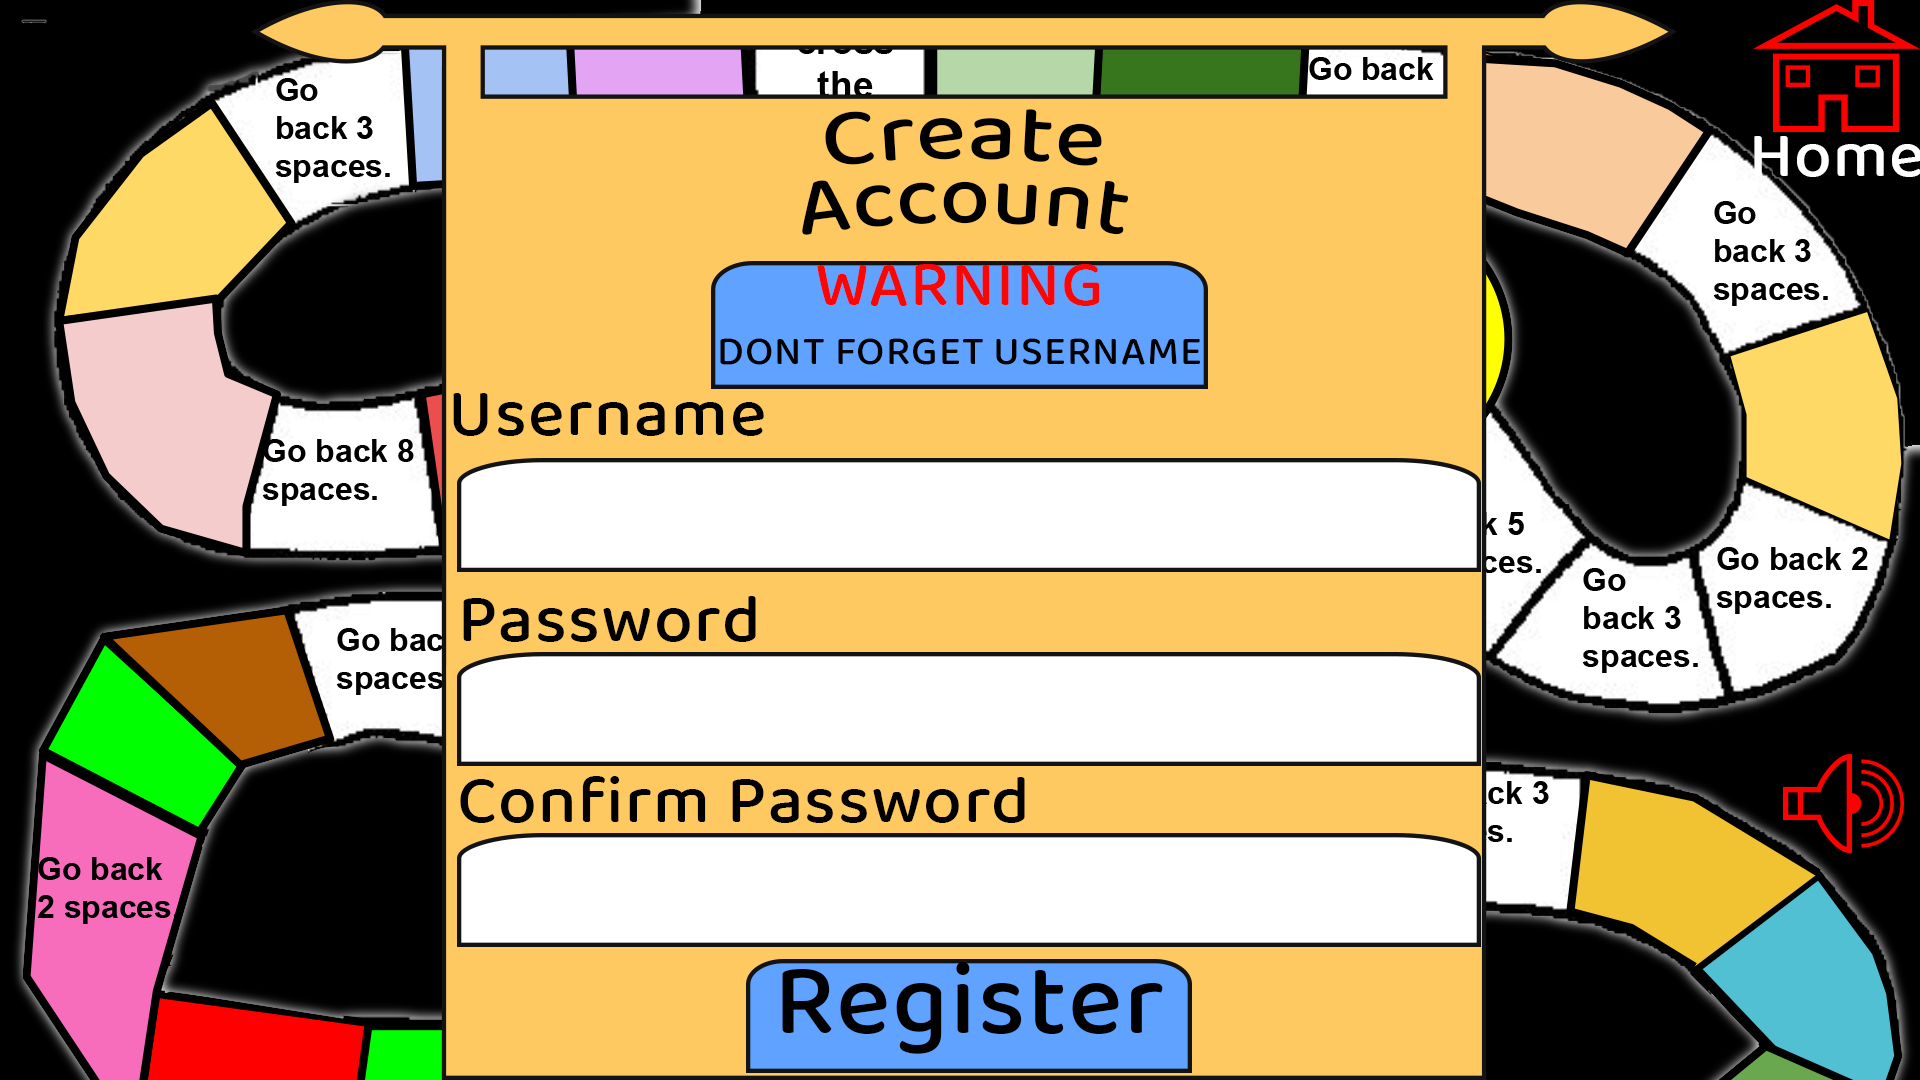 Go
back 3
spaces.
the
Go back
Create
Account
WARNING
DONT FORGET USERNAME
Username
Password
Confirm Password
Register
Home
Go
back 3
spaces.
Go back 8
spaces.
k 5
ces.
Go
back 3
spaces.
Go back 2
spaces.
Go bac
spaces
ck 3
s.
Go back
2 spaces.